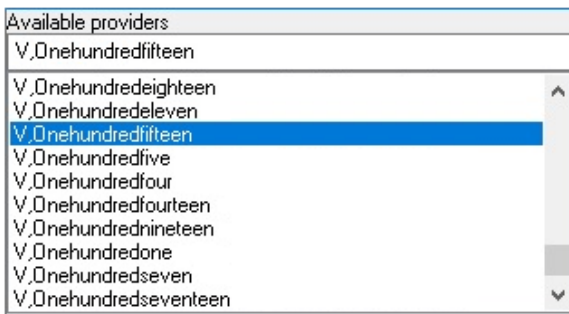 Available providers
V,Onehundredfifteen
V,Onehundredeighteen
V,Onehundredeleven
V,Onehundredfifteen
V,Onehundredfive
V,Onehundredfour
V,Onehundredfourteen
V,Onehundrednineteen
V,Onehundredone
V,Onehundredseven
V,Onehundredseventeen